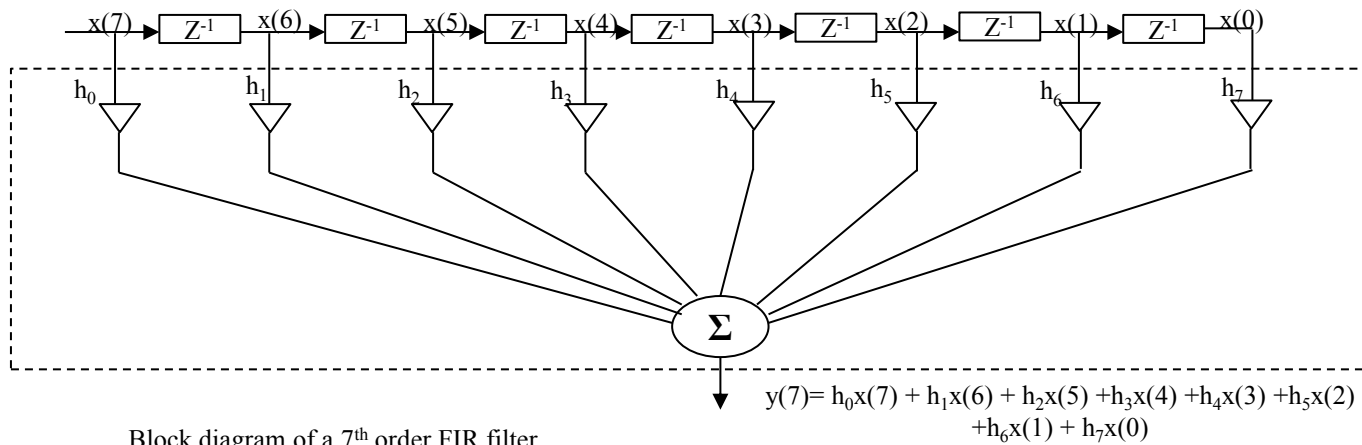 x(7) Z⁻¹ x(6) Z⁻¹ x(5) Z⁻¹ x(4) Z⁻¹ x(3) Z⁻¹ x(2) Z⁻¹ x(1) Z⁻¹ x(0)
h₀ h₁ h₂ h₃ h₄ h₅ h₆ h₇
Σ
y(7)= h₀x(7) + h₁x(6) + h₂x(5) +h₃x(4) +h₄x(3) +h₅x(2)
+h₆x(1) + h₇x(0)
Block diagram of a 7ᵗʰ order FIR filter